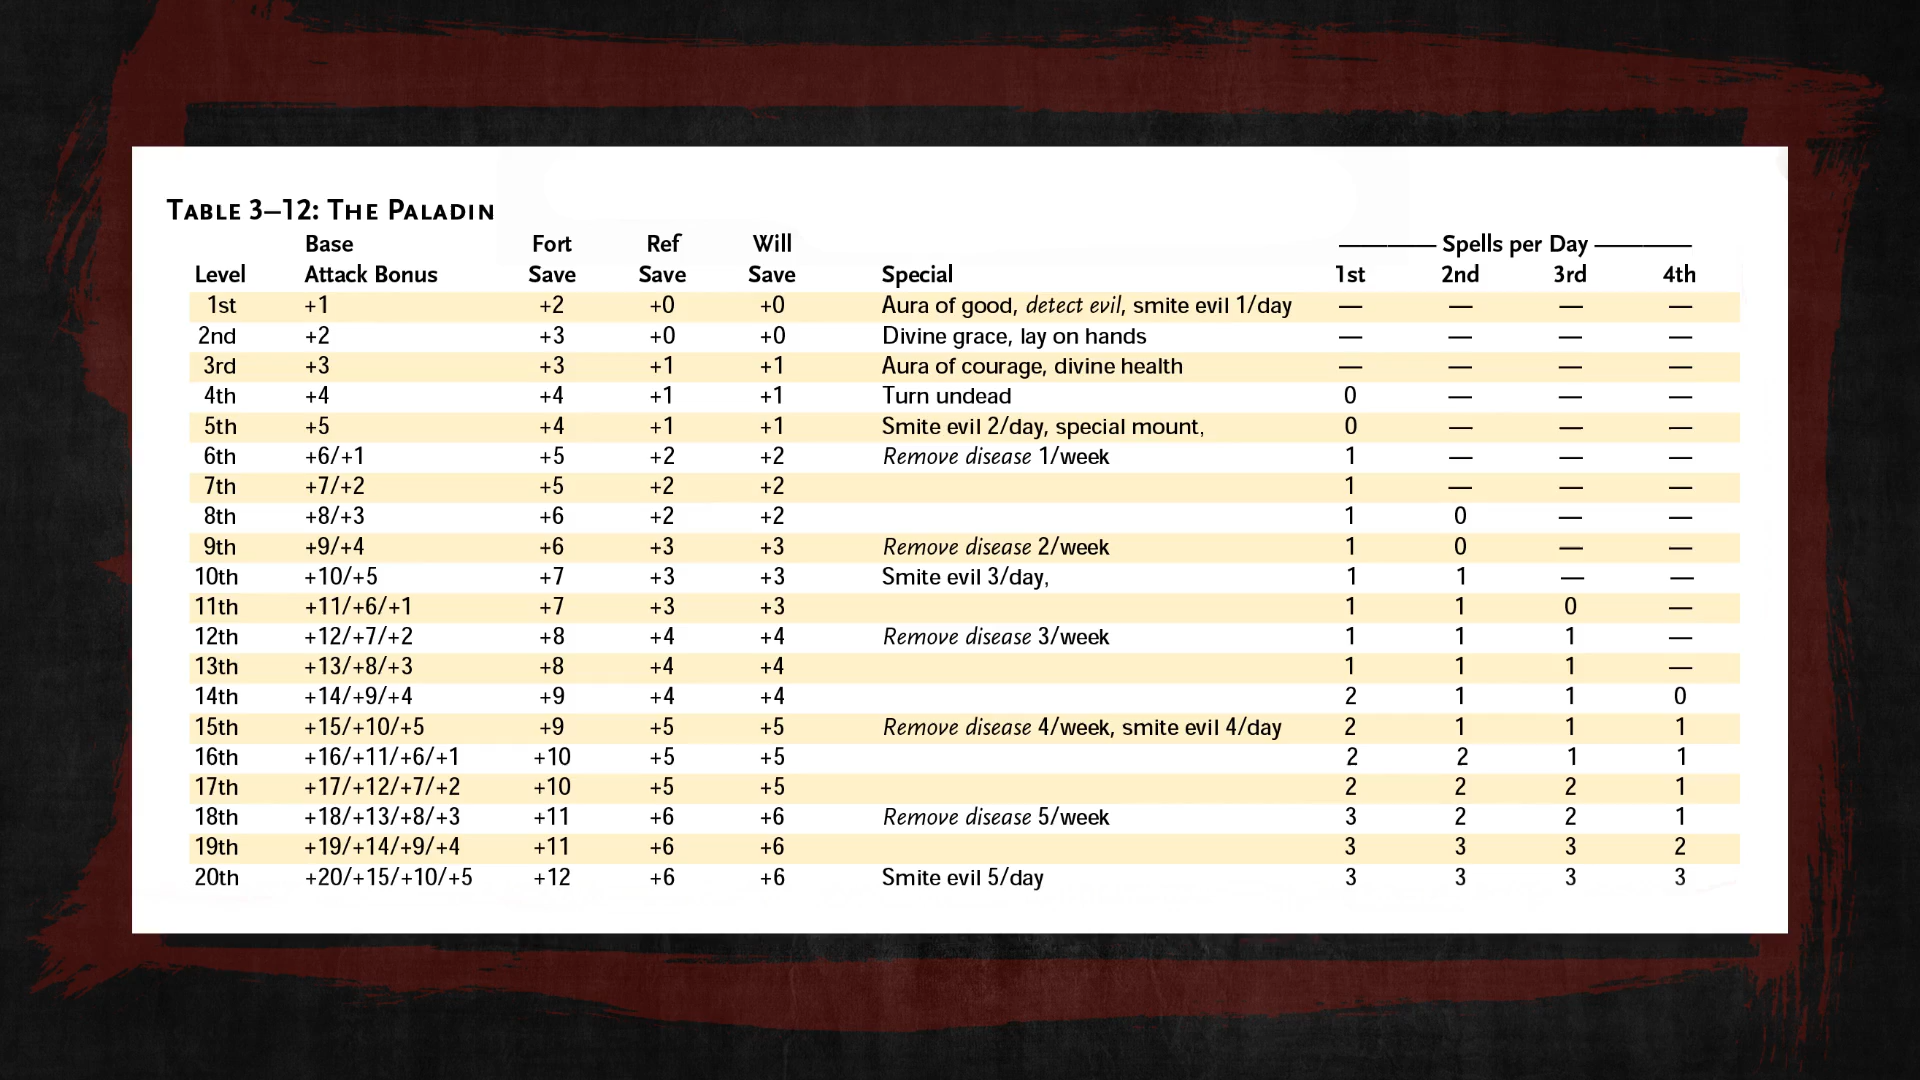 TABLE 3–12: THE PALADIN
Base Fort Ref Will ——— Spells per Day ———
Level Attack Bonus Save Save Save Special 1st 2nd 3rd 4th
1st +1 +2 +0 +0 Aura of good, detect evil, smite evil 1/day — — — —
2nd +2 +3 +0 +0 Divine grace, lay on hands — — — —
3rd +3 +3 +1 +1 Aura of courage, divine health — — — —
4th +4 +4 +1 +1 Turn undead 0 — — —
5th +5 +4 +1 +1 Smite evil 2/day, special mount, 0 — — —
6th +6/+1 +5 +2 +2 Remove disease 1/week 1 — — —
7th +7/+2 +5 +2 +2 1 — — —
8th +8/+3 +6 +2 +2 1 0 — —
9th +9/+4 +6 +3 +3 Remove disease 2/week 1 0 — —
10th +10/+5 +7 +3 +3 Smite evil 3/day, 1 1 — —
11th +11/+6/+1 +7 +3 +3 1 1 0 —
12th +12/+7/+2 +8 +4 +4 Remove disease 3/week 1 1 1 —
13th +13/+8/+3 +8 +4 +4 1 1 1 —
14th +14/+9/+4 +9 +4 +4 2 1 1 0
15th +15/+10/+5 +9 +5 +5 Remove disease 4/week, smite evil 4/day 2 1 1 1
16th +16/+11/+6/+1 +10 +5 +5 2 2 1 1
17th +17/+12/+7/+2 +10 +5 +5 2 2 2 1
18th +18/+13/+8/+3 +11 +6 +6 Remove disease 5/week 3 2 2 1
19th +19/+14/+9/+4 +11 +6 +6 3 3 3 2
20th +20/+15/+10/+5 +12 +6 +6 Smite evil 5/day 3 3 3 3